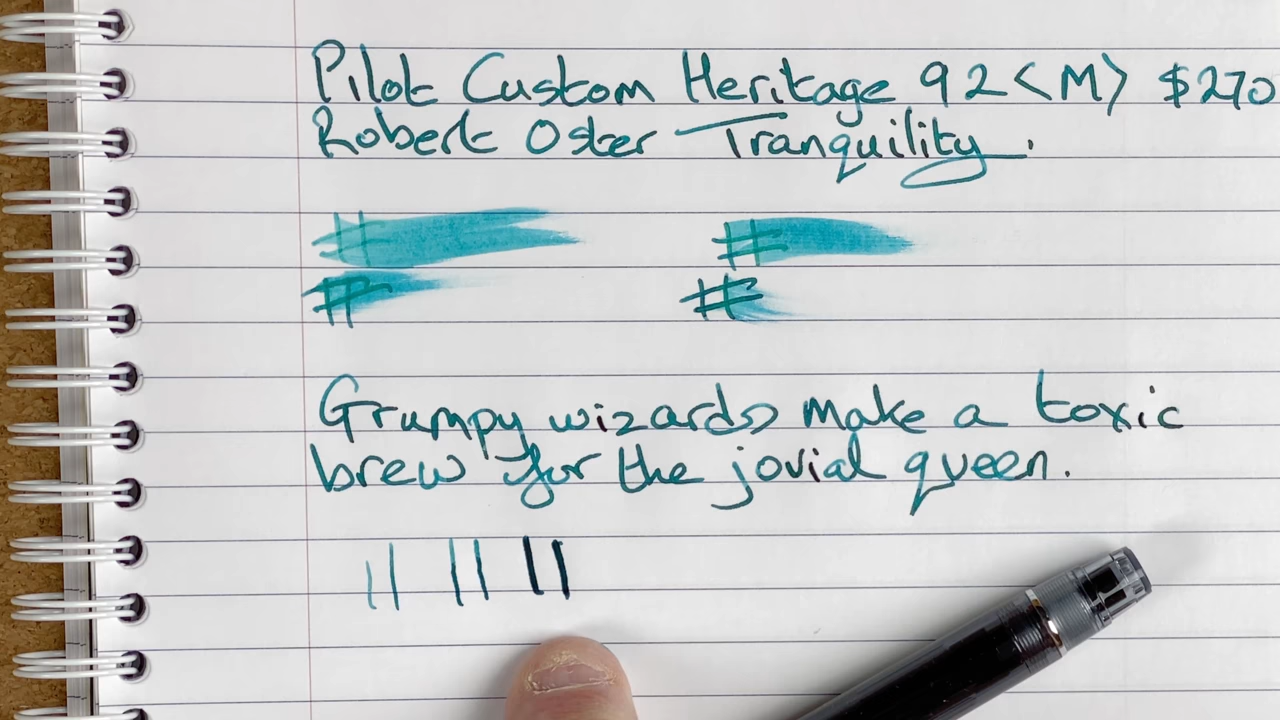 Pilot Custom Heritage 92 <M> $270
Robert Oster Tranquility.
# #
# #
Grumpy wizards make a toxic
brew for the jovial queen.